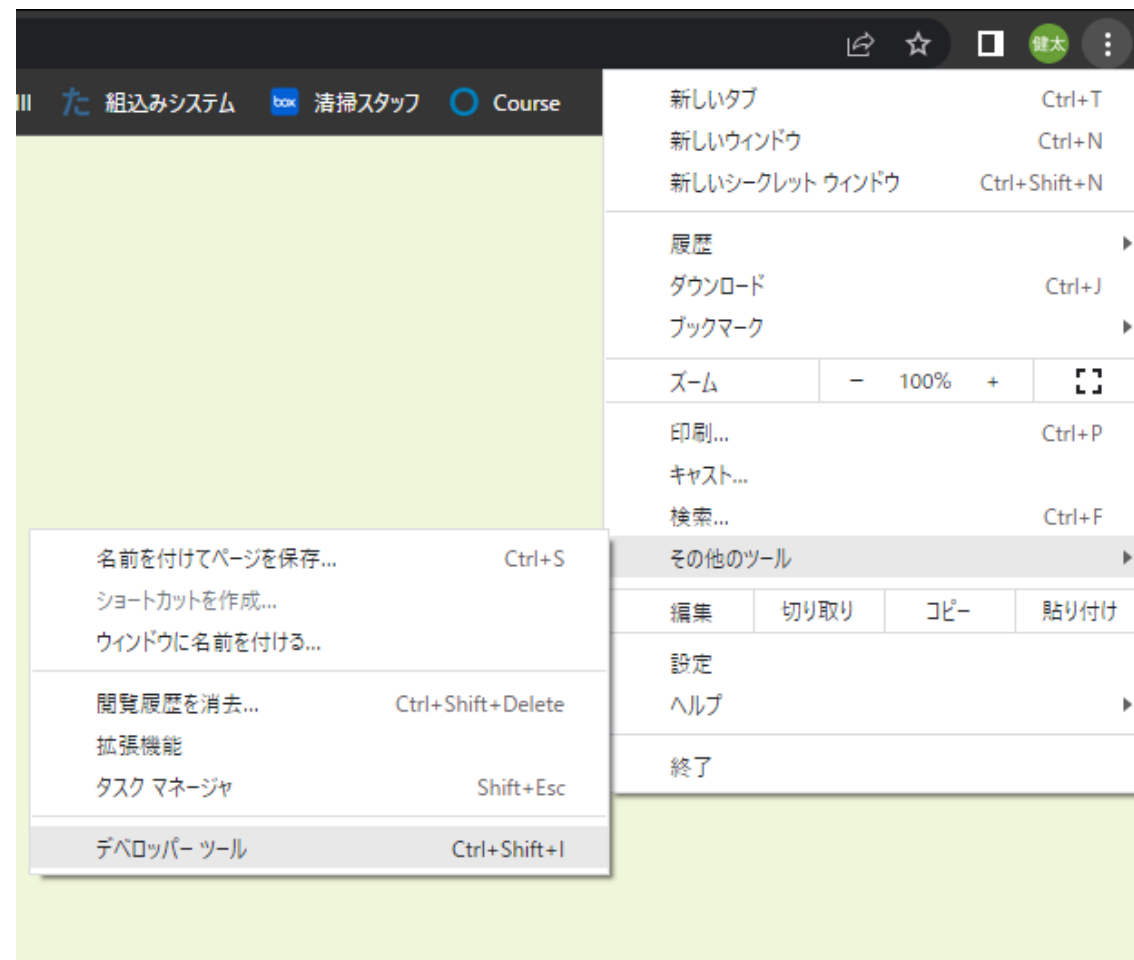 健太
た 組込みシステム box 清掃スタッフ Course
新しいタブ Ctrl+T
新しいウィンドウ Ctrl+N
新しいシークレット ウィンドウ Ctrl+Shift+N
履歴
ダウンロード Ctrl+J
ブックマーク
ズーム − 100% +
印刷... Ctrl+P
キャスト...
検索... Ctrl+F
その他のツール
編集 切り取り コピー 貼り付け
設定
ヘルプ
終了
名前を付けてページを保存... Ctrl+S
ショートカットを作成...
ウィンドウに名前を付ける...
閲覧履歴を消去... Ctrl+Shift+Delete
拡張機能
タスク マネージャ Shift+Esc
デベロッパー ツール Ctrl+Shift+I